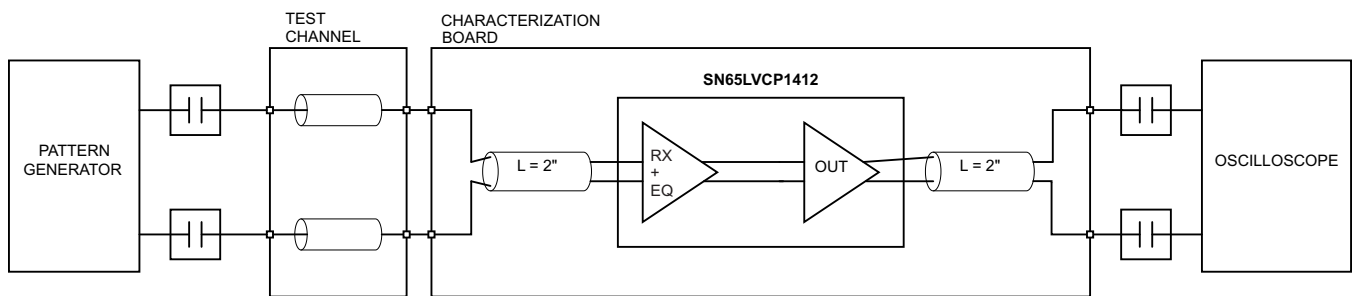 TEST
CHANNEL
CHARACTERIZATION
BOARD
SN65LVCP1412
PATTERN
GENERATOR
L = 2"
RX
+
EQ
OUT
L = 2"
OSCILLOSCOPE